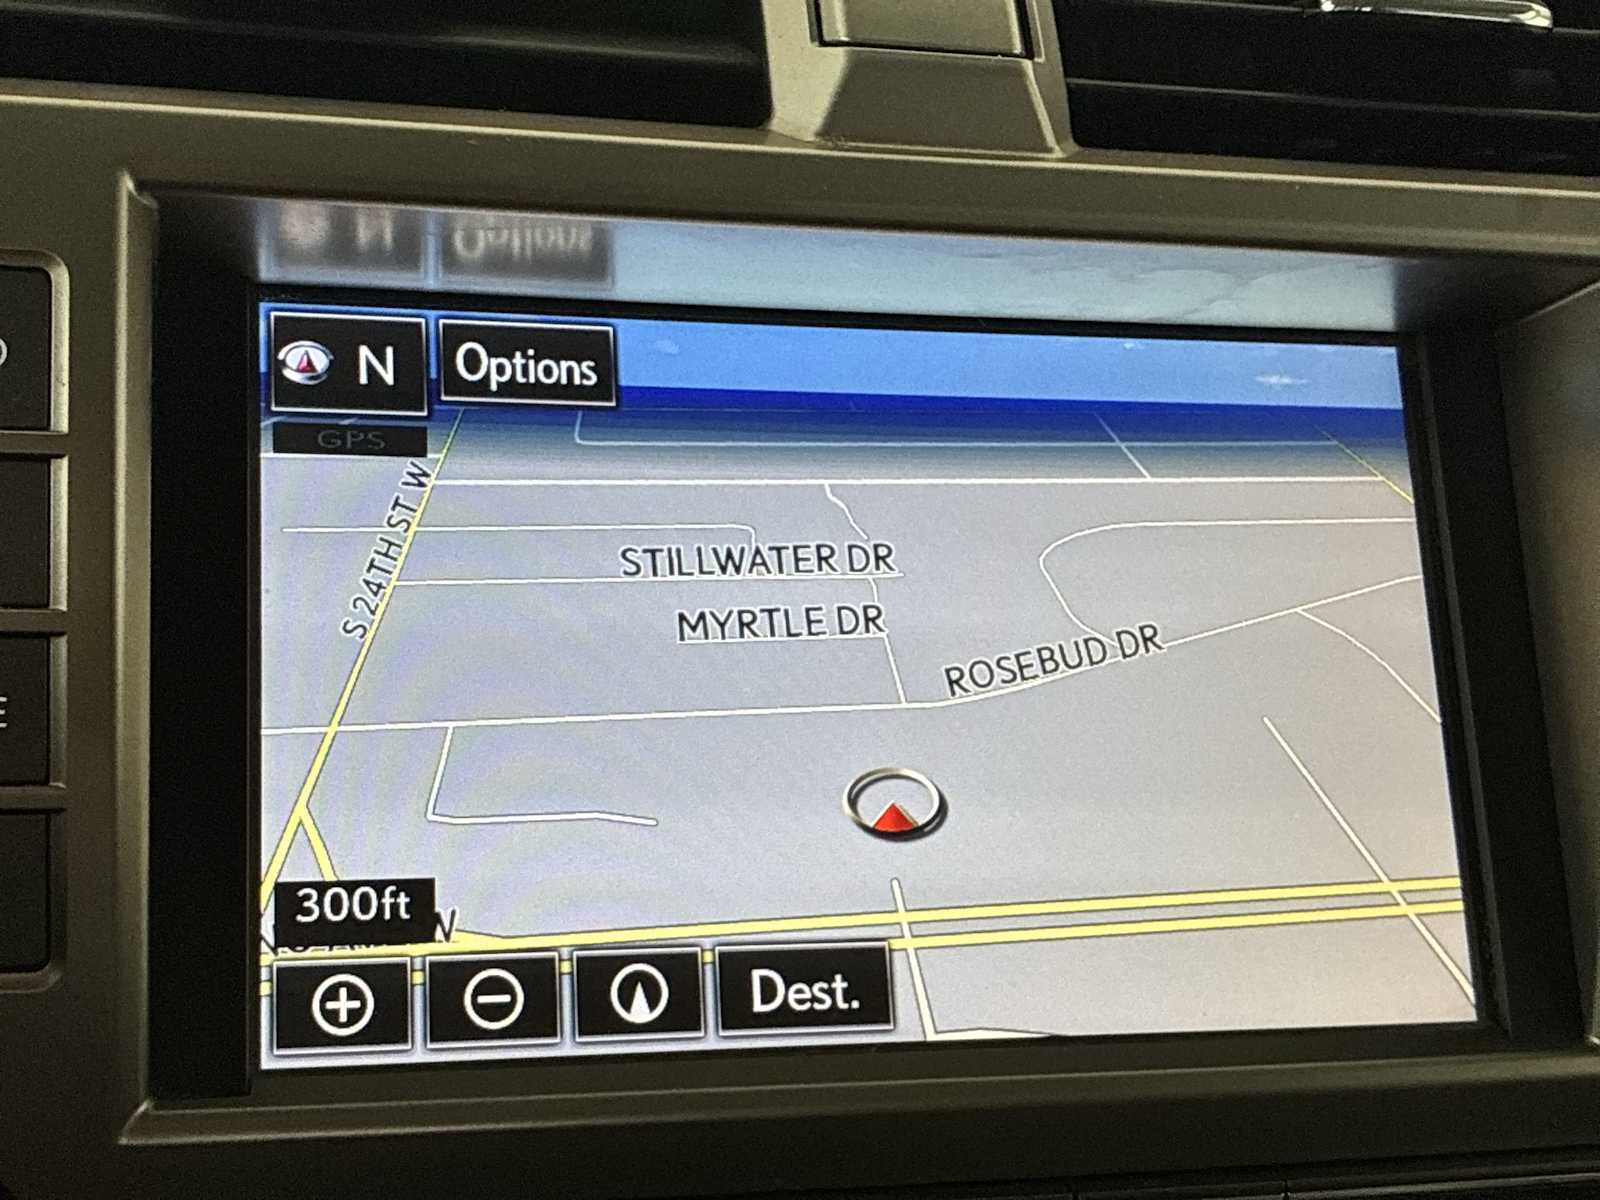 N Options
GPS
S 24TH ST W
STILLWATER DR
MYRTLE DR
ROSEBUD DR
300ft
W
Dest.
E